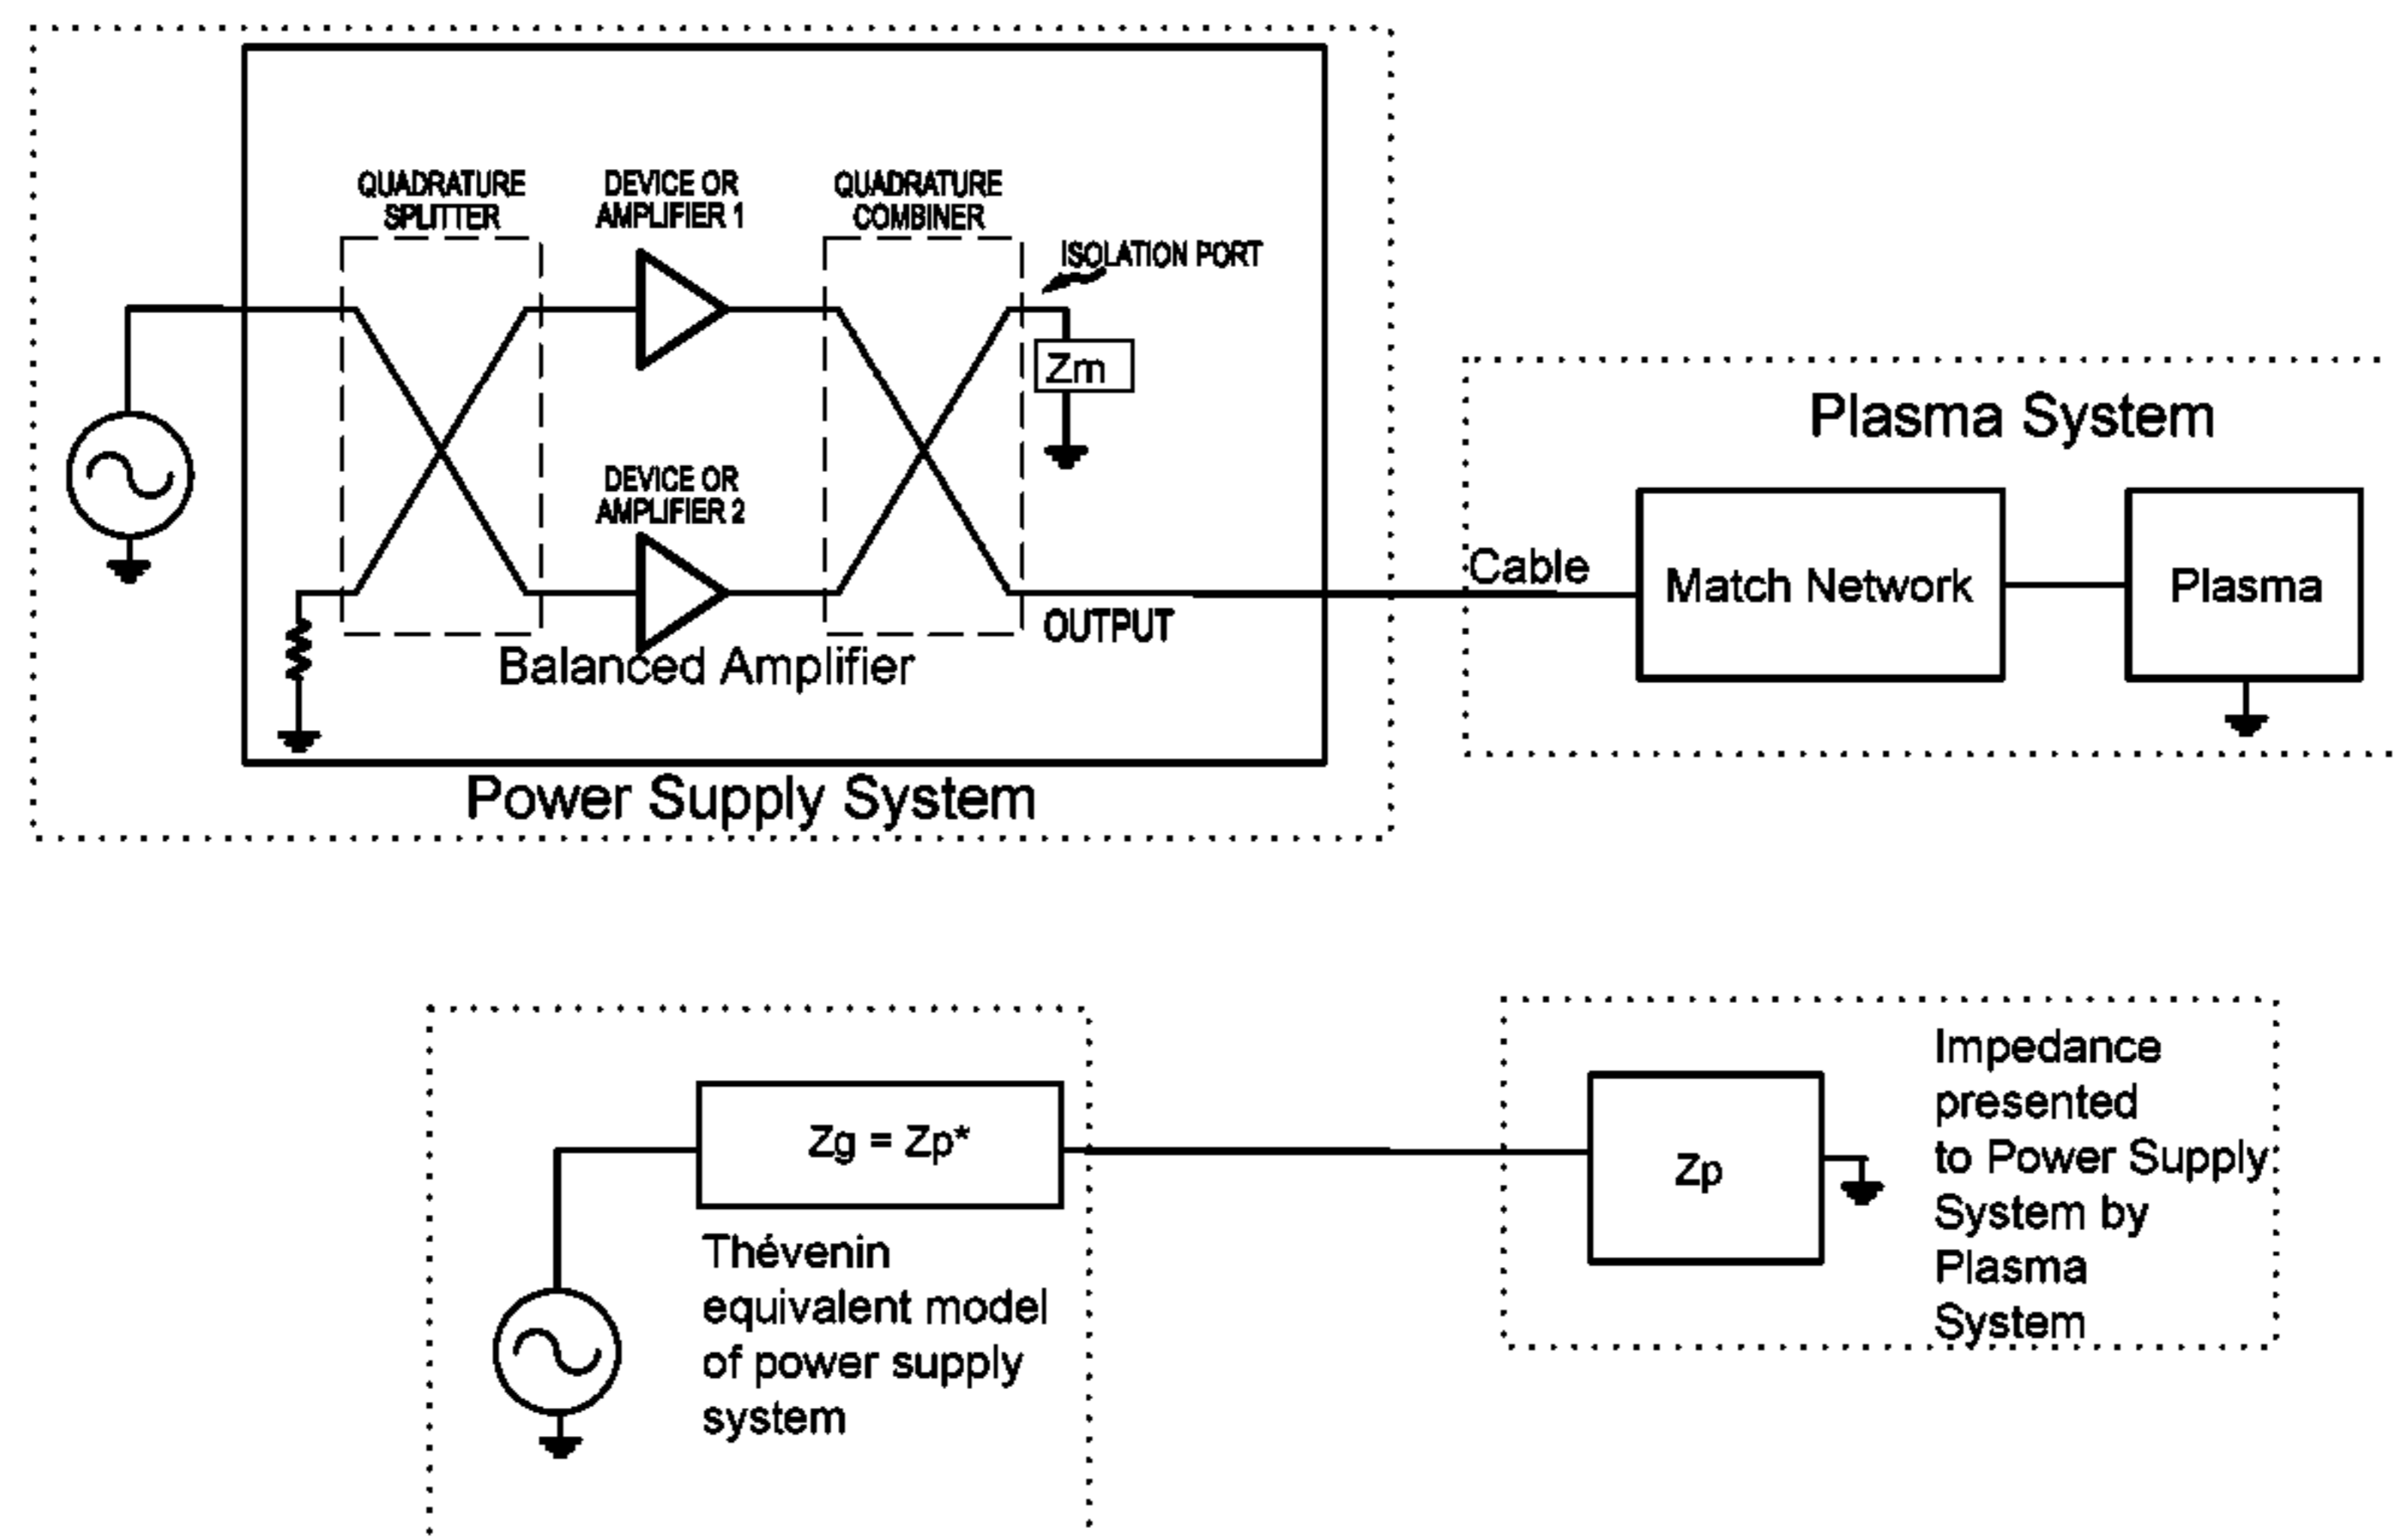 QUADRATURE
SPLITTER
DEVICE OR
AMPLIFIER 1
QUADRATURE
COMBINER
ISOLATION PORT
Zm
DEVICE OR
AMPLIFIER 2
OUTPUT
Balanced Amplifier
Power Supply System
Plasma System
Cable
Match Network
Plasma
Zg = Zp*
Thévenin
equivalent model
of power supply
system
Zp
Impedance
presented
to Power Supply
System by
Plasma
System